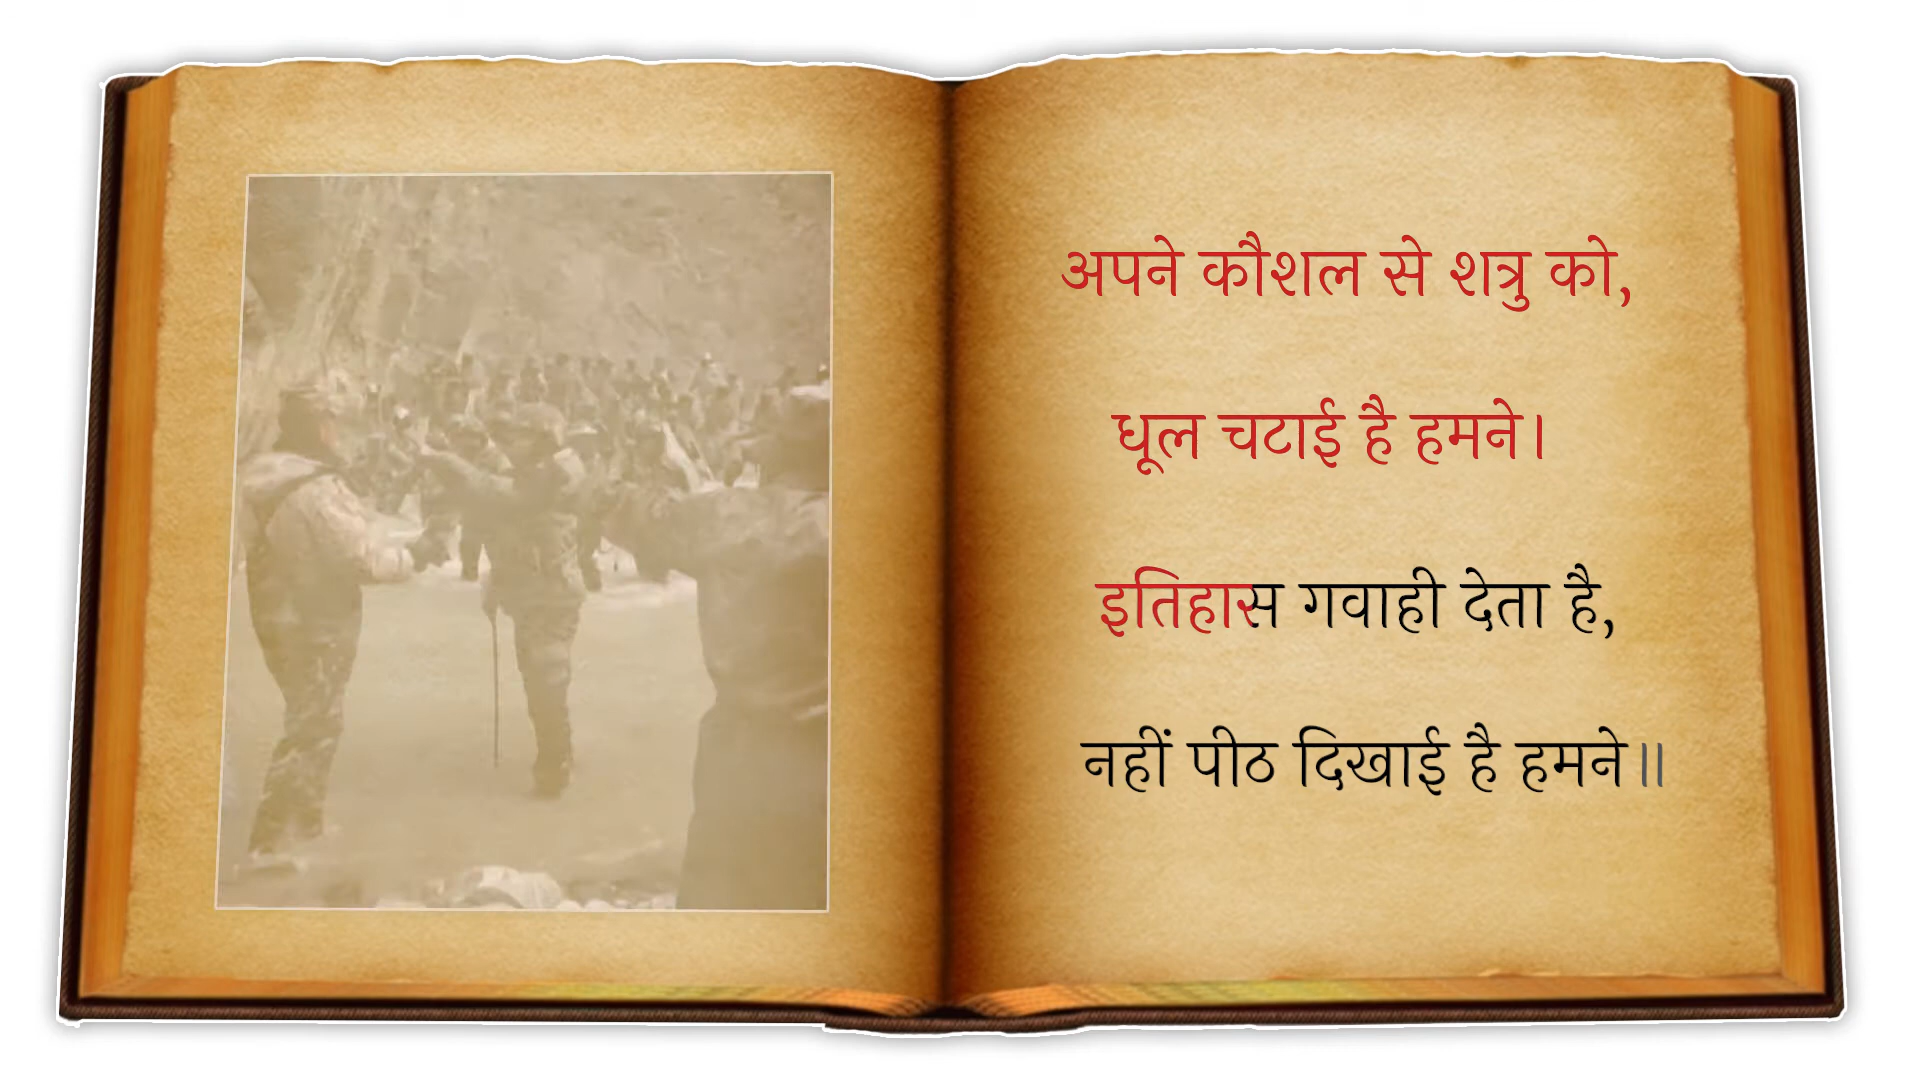 अपने कौशल से शत्रु को,
धूल चटाई है हमने।
इतिहास गवाही देता है,
नहीं पीठ दिखाई है हमने॥